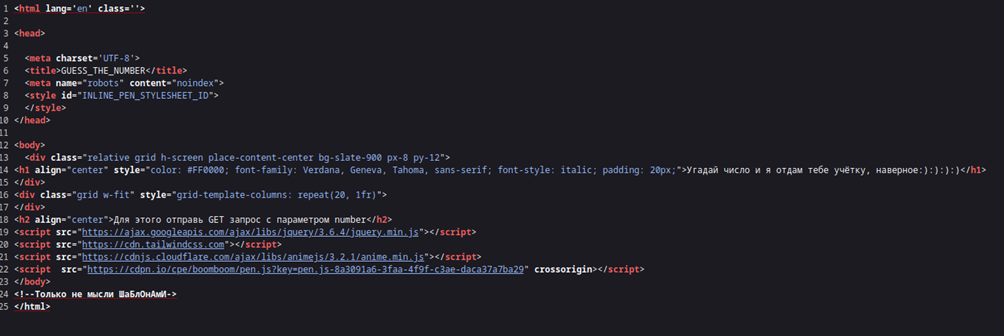 1 <html lang='en' class=''>
2
3 <head>
4
5 <meta charset='UTF-8'>
6 <title>GUESS_THE_NUMBER</title>
7 <meta name="robots" content="noindex">
8 <style id="INLINE_PEN_STYLESHEET_ID">
9 </style>
10 </head>
11
12 <body>
13 <div class="relative grid h-screen place-content-center bg-slate-900 px-8 py-12">
14 <h1 align="center" style="color: #FF0000; font-family: Verdana, Geneva, Tahoma, sans-serif; font-style: italic; padding: 20px;">Угадай число и я отдам тебе учётку, наверное:):):):)</h1>
15 </div>
16 <div class="grid w-fit" style="grid-template-columns: repeat(20, 1fr)">
17 </div>
18 <h2 align="center">Для этого отправь GET запрос с параметром number</h2>
19 <script src="https://ajax.googleapis.com/ajax/libs/jquery/3.6.4/jquery.min.js"></script>
20 <script src="https://cdn.tailwindcss.com"></script>
21 <script src="https://cdnjs.cloudflare.com/ajax/libs/animejs/3.2.1/anime.min.js"></script>
22 <script  src="https://cdpn.io/cpe/boomboom/pen.js?key=pen.js-8a3091a6-3faa-4f9f-c3ae-daca37a7ba29" crossorigin></script>
23 </body>
24 <!--Только не мысли ШаБлОнАмИ->
25 </html>